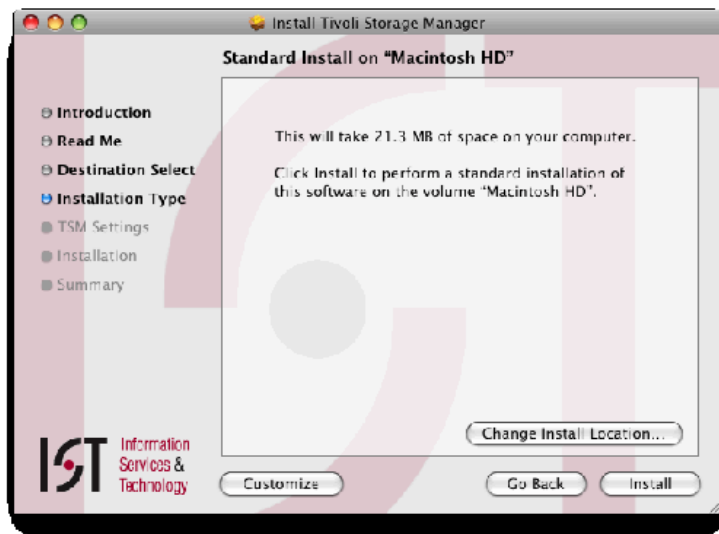 Install Tivoli Storage Manager
Standard Install on “Macintosh HD”
Introduction
Read Me
Destination Select
Installation Type
TSM Settings
Installation
Summary
This will take 21.3 MB of space on your computer.
Click Install to perform a standard installation of
this software on the volume “Macintosh HD”.
Change Install Location...
IST
Information
Services &
Technology
Customize
Go Back
Install